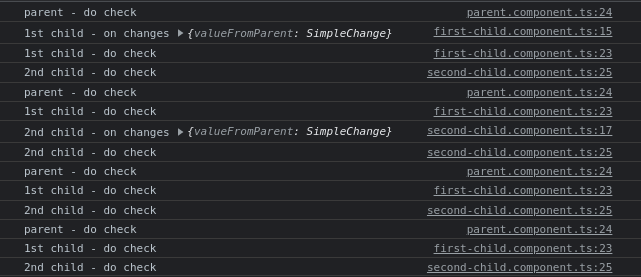 parent - do check parent.component.ts:24
1st child - on changes ▶{valueFromParent: SimpleChange} first-child.component.ts:15
1st child - do check first-child.component.ts:23
2nd child - do check second-child.component.ts:25
parent - do check parent.component.ts:24
1st child - do check first-child.component.ts:23
2nd child - on changes ▶{valueFromParent: SimpleChange} second-child.component.ts:17
2nd child - do check second-child.component.ts:25
parent - do check parent.component.ts:24
1st child - do check first-child.component.ts:23
2nd child - do check second-child.component.ts:25
parent - do check parent.component.ts:24
1st child - do check first-child.component.ts:23
2nd child - do check second-child.component.ts:25